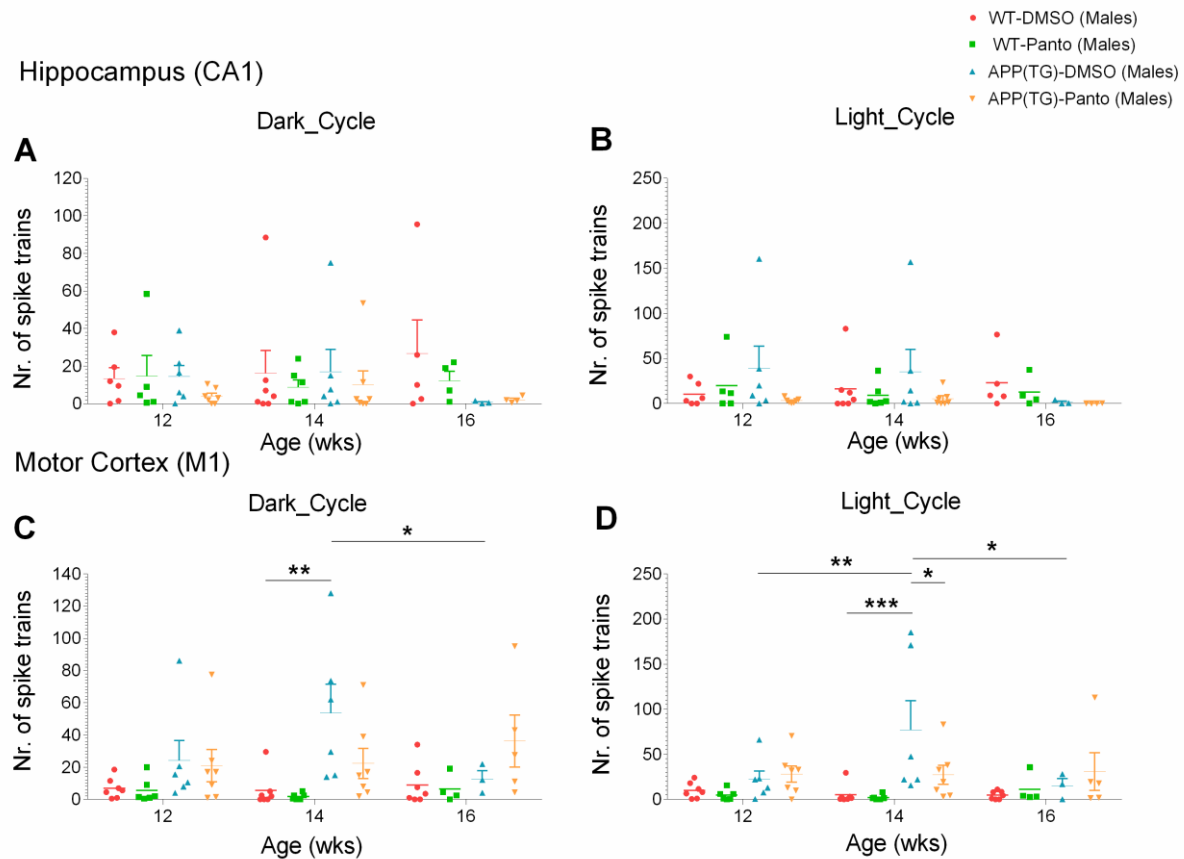 WT-DMSO (Males)
WT-Panto (Males)
APP(TG)-DMSO (Males)
APP(TG)-Panto (Males)
Hippocampus (CA1)
Dark_Cycle
A
Nr. of spike trains
120
100
80
60
40
20
0
12 14 16
Age (wks)
Light_Cycle
B
Nr. of spike trains
250
200
150
100
50
0
12 14 16
Age (wks)
Motor Cortex (M1)
Dark_Cycle
C
*
**
Nr. of spike trains
140
120
100
80
60
40
20
0
12 14 16
Age (wks)
Light_Cycle
D
*
**
*
***
Nr. of spike trains
250
200
150
100
50
0
12 14 16
Age (wks)